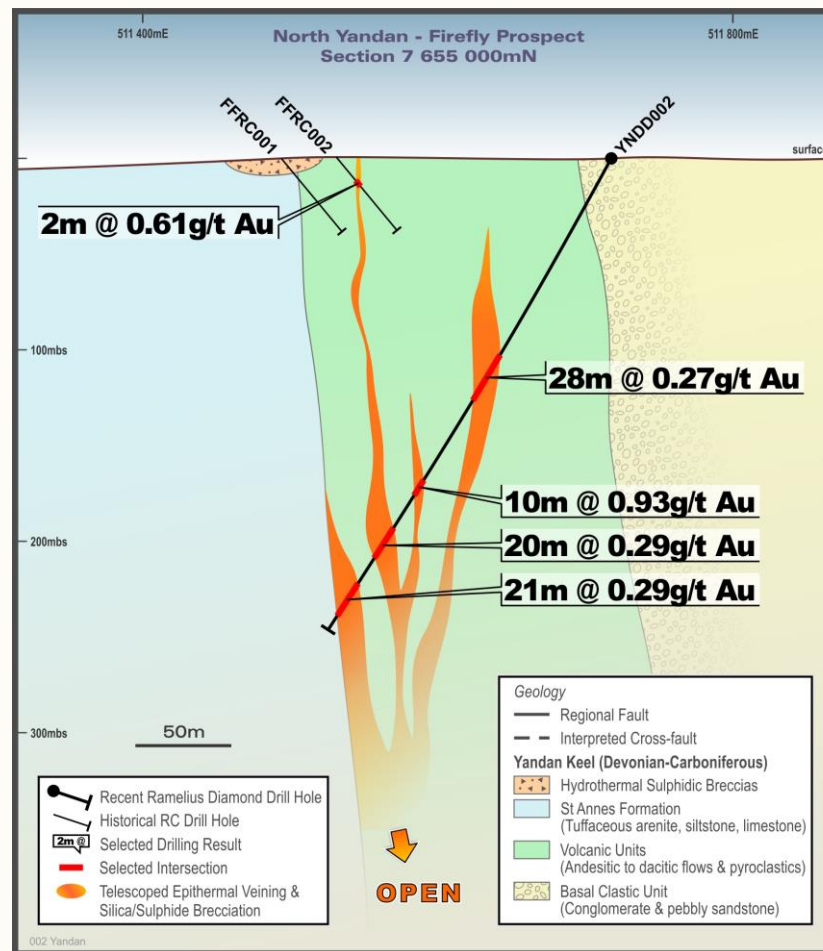 North Yandan - Firefly Prospect
Section 7 655 000mN
511 400mE
511 800mE
FFRC001
FFRC002
YNDD002
surface
2m @ 0.61g/t Au
100mbs
28m @ 0.27g/t Au
10m @ 0.93g/t Au
200mbs
20m @ 0.29g/t Au
21m @ 0.29g/t Au
300mbs
50m
OPEN
Recent Ramelius Diamond Drill Hole
Historical RC Drill Hole
2m @
Selected Drilling Result
Selected Intersection
Telescoped Epithermal Veining &
Silica/Sulphide Brecciation
Geology
Regional Fault
Interpreted Cross-fault
Yandan Keel (Devonian-Carboniferous)
Hydrothermal Sulphidic Breccias
St Annes Formation
(Tuffaceous arenite, siltstone, limestone)
Volcanic Units
(Andesitic to dacitic flows & pyroclastics)
Basal Clastic Unit
(Conglomerate & pebbly sandstone)
002 Yandan